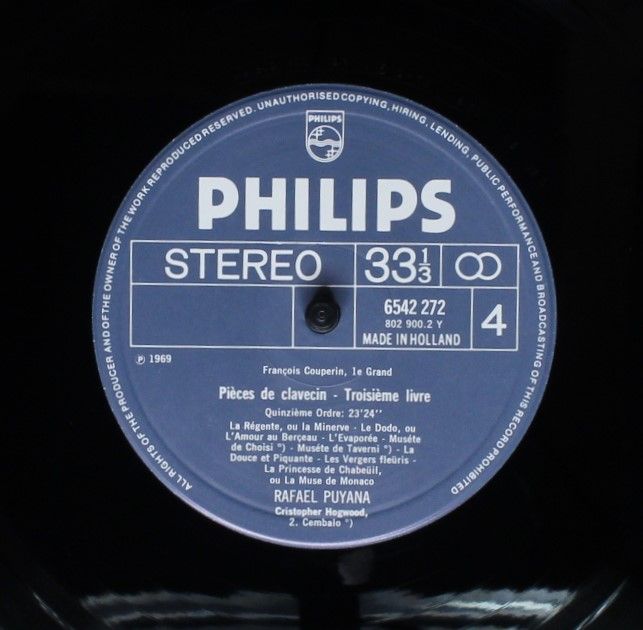 ALL RIGHTS OF THE PRODUCER AND OF THE OWNER OF THE WORK REPRODUCED RESERVED. UNAUTHORISED COPYING, HIRING, LENDING, PUBLIC PERFORMANCE AND BROADCASTING OF THIS RECORD PROHIBITED
PHILIPS
PHILIPS
STEREO 33⅓
6542 272
802 900.2 Y
MADE IN HOLLAND
4
℗ 1969
François Couperin, le Grand
Pièces de clavecin - Troisième livre
Quinzième Ordre: 23'24''
La Régente, ou la Minerve - Le Dodo, ou
L'Amour au Berçeau - L'Evaporée - Muséte
de Choisi *) - Muséte de Taverni *) - La
Douce et Piquante - Les Vergers fleüris -
La Princesse de Chabeüil,
ou La Muse de Monaco
RAFAEL PUYANA
Cristopher Hogwood,
2. Cembalo *)